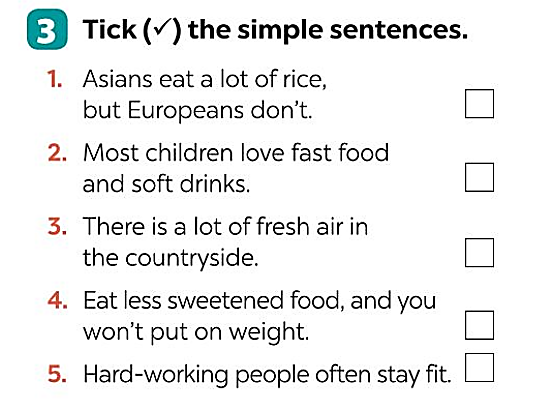 3 Tick (✓) the simple sentences.
1. Asians eat a lot of rice,
but Europeans don't.
2. Most children love fast food
and soft drinks.
3. There is a lot of fresh air in
the countryside.
4. Eat less sweetened food, and you
won't put on weight.
5. Hard-working people often stay fit.